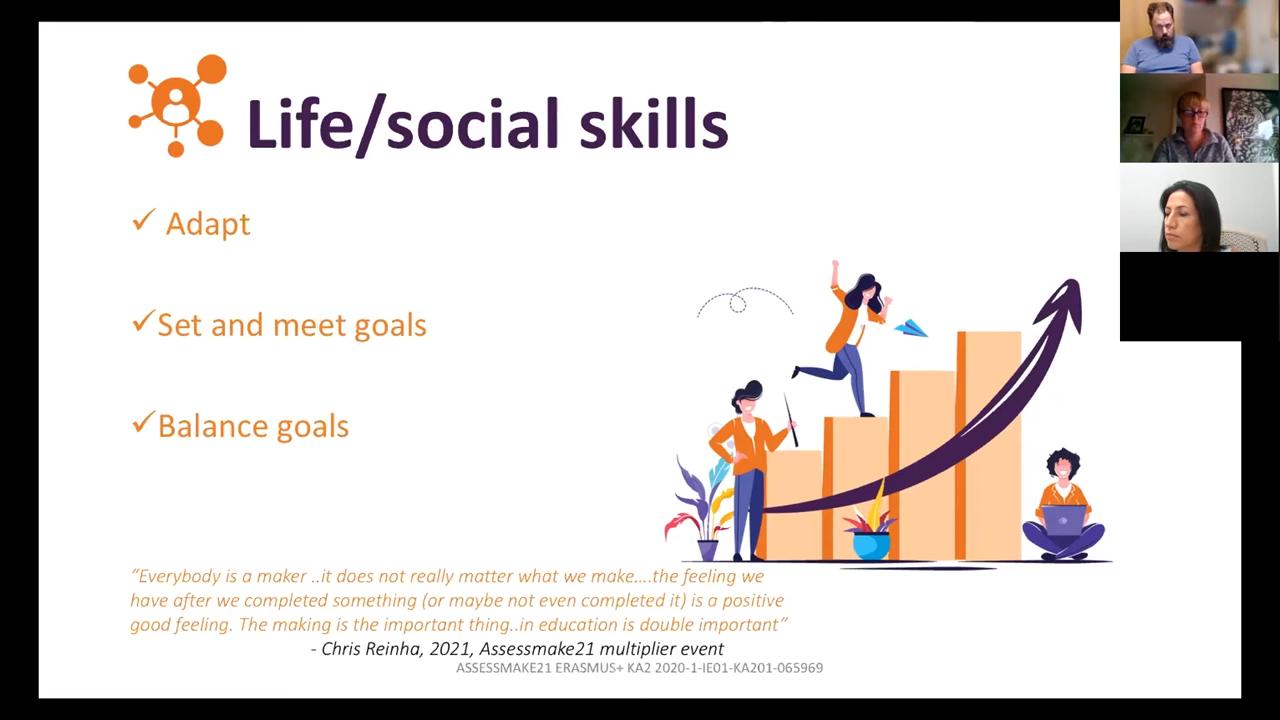 Life/social skills
✓ Adapt
✓Set and meet goals
✓Balance goals
“Everybody is a maker ..it does not really matter what we make....the feeling we
have after we completed something (or maybe not even completed it) is a positive
good feeling. The making is the important thing..in education is double important”
- Chris Reinha, 2021, Assessmake21 multiplier event
ASSESSMAKE21 ERASMUS+ KA2 2020-1-IE01-KA201-065969